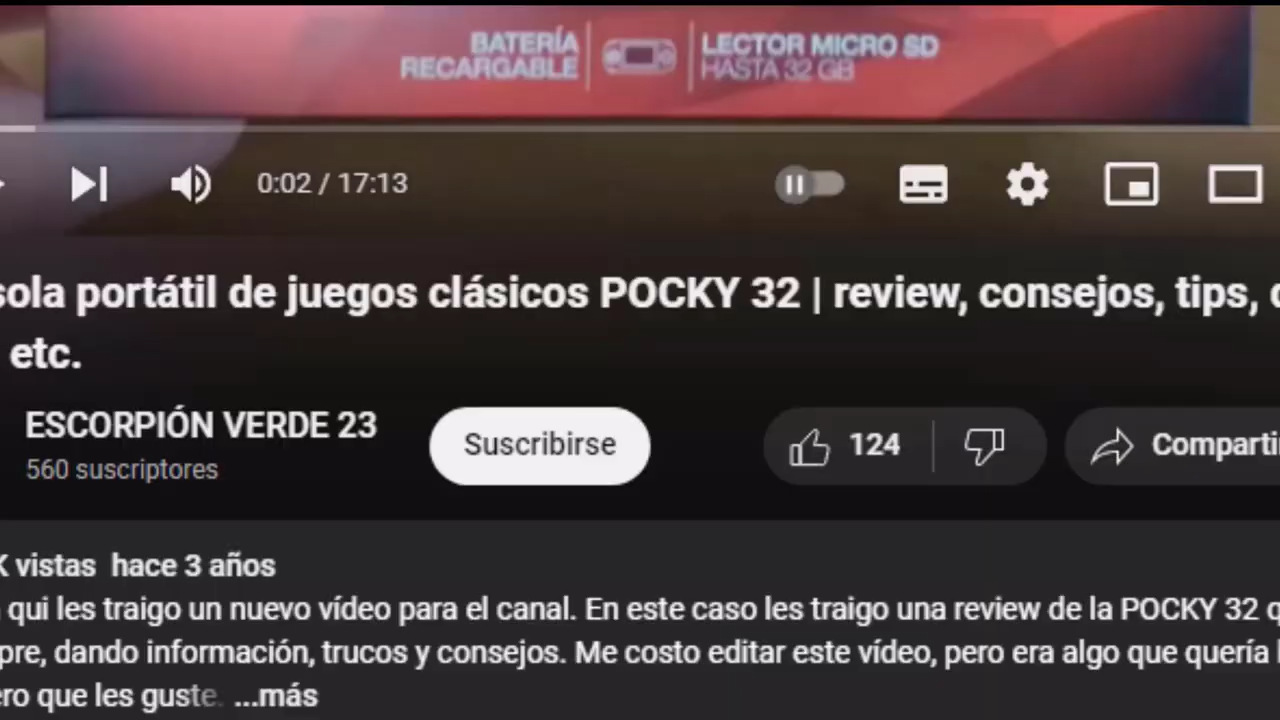 BATERÍA
RECARGABLE
LECTOR MICRO SD
HASTA 32 GB
0:02 / 17:13
sola portátil de juegos clásicos POCKY 32 | review, consejos, tips,
etc.
ESCORPIÓN VERDE 23
560 suscriptores
Suscribirse
124
Comparti
K vistas hace 3 años
qui les traigo un nuevo vídeo para el canal. En este caso les traigo una review de la POCKY 32 q
pre, dando información, trucos y consejos. Me costo editar este vídeo, pero era algo que quería
ero que les guste. ...más